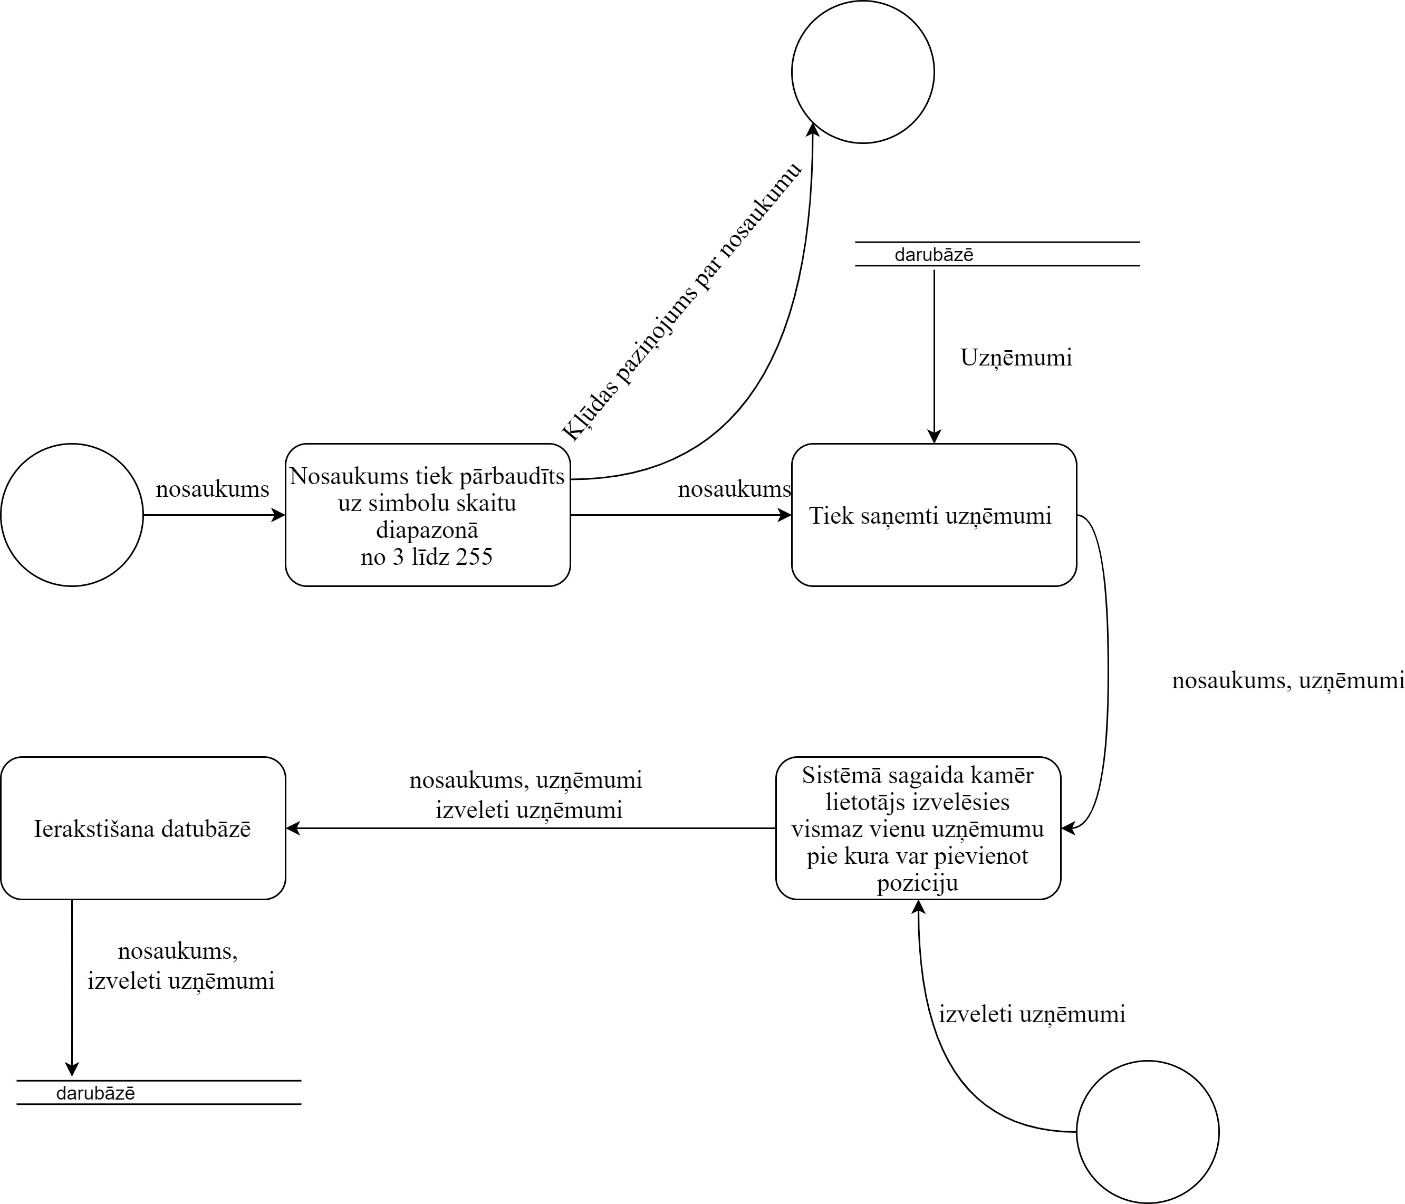 Kļūdas paziņojums par nosaukumu
darubāzē
Uzņēmumi
nosaukums
Nosaukums tiek pārbaudīts
uz simbolu skaitu
diapazonā
no 3 līdz 255
nosaukums
Tiek saņemti uzņēmumi
nosaukums, uzņēmumi
Sistēmā sagaida kamēr
lietotājs izvelēsies
vismaz vienu uzņēmumu
pie kura var pievienot
poziciju
nosaukums, uzņēmumi
izveleti uzņēmumi
Ierakstišana datubāzē
nosaukums,
izveleti uzņēmumi
izveleti uzņēmumi
darubāzē